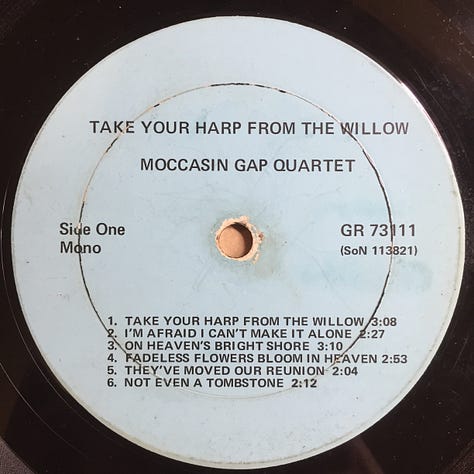 TAKE YOUR HARP FROM THE WILLOW
MOCCASIN GAP QUARTET
Side One
Mono
GR 73111
(SoN 113821)
1. TAKE YOUR HARP FROM THE WILLOW 3:08
2. I'M AFRAID I CAN'T MAKE IT ALONE 2:27
3. ON HEAVEN'S BRIGHT SHORE 3:10
4. FADELESS FLOWERS BLOOM IN HEAVEN 2:53
5. THEY'VE MOVED OUR REUNION 2:04
6. NOT EVEN A TOMBSTONE 2:12